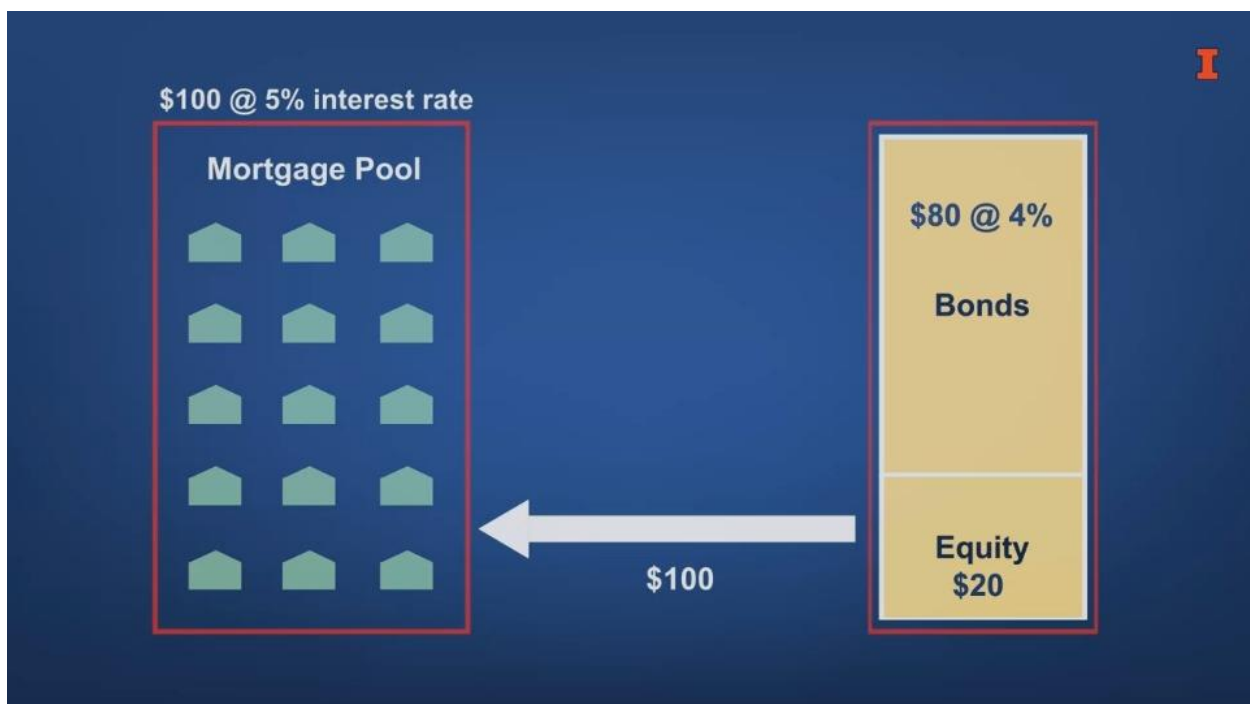 $100 @ 5% interest rate
Mortgage Pool
$80 @ 4%
Bonds
$100
Equity
$20
I